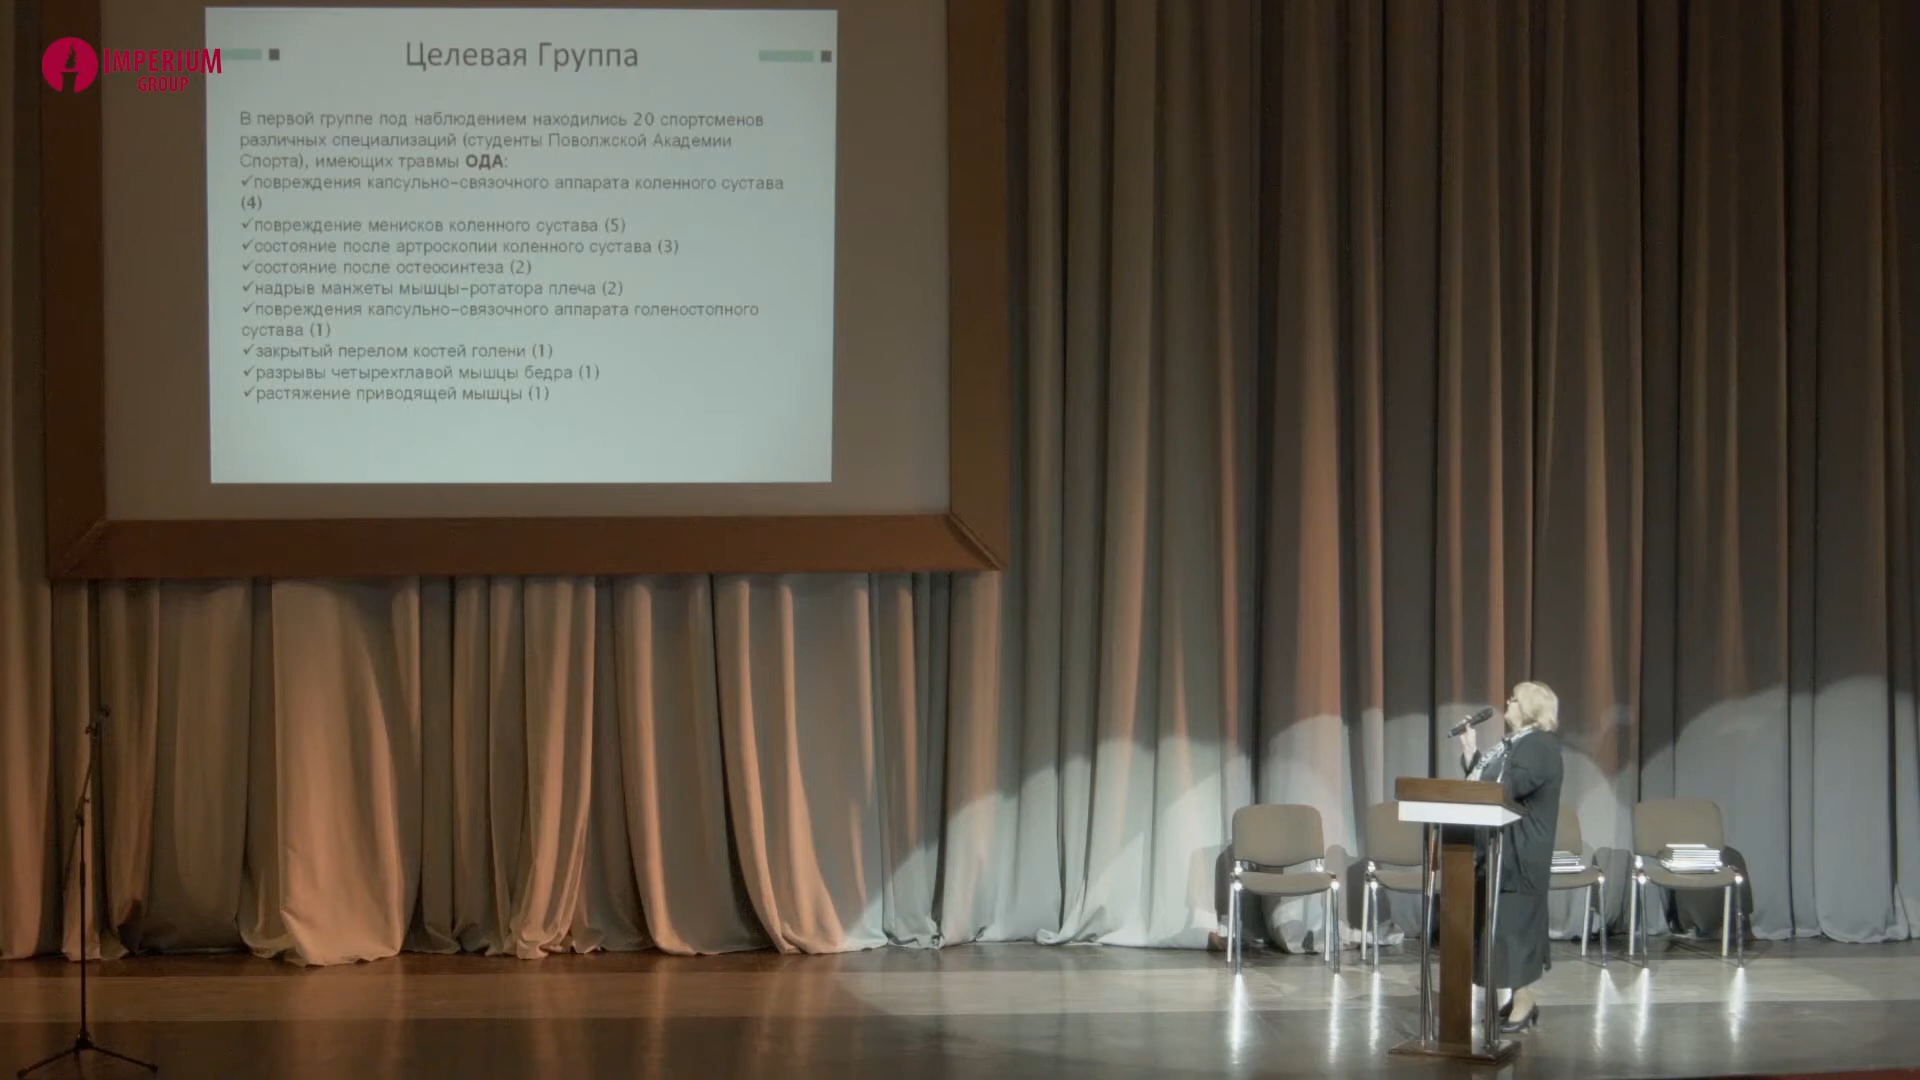 IMPERIUM
GROUP
Целевая Группа
В первой группе под наблюдением находились 20 спортсменов
различных специализаций (студенты Поволжской Академии
Спорта), имеющих травмы ОДА:
✓повреждения капсульно-связочного аппарата коленного сустава
(4)
✓повреждение менисков коленного сустава (5)
✓состояние после артроскопии коленного сустава (3)
✓состояние после остеосинтеза (2)
✓надрыв манжеты мышцы-ротатора плеча (2)
✓повреждения капсульно-связочного аппарата голеностопного
сустава (1)
✓закрытый перелом костей голени (1)
✓разрывы четырехглавой мышцы бедра (1)
✓растяжение приводящей мышцы (1)